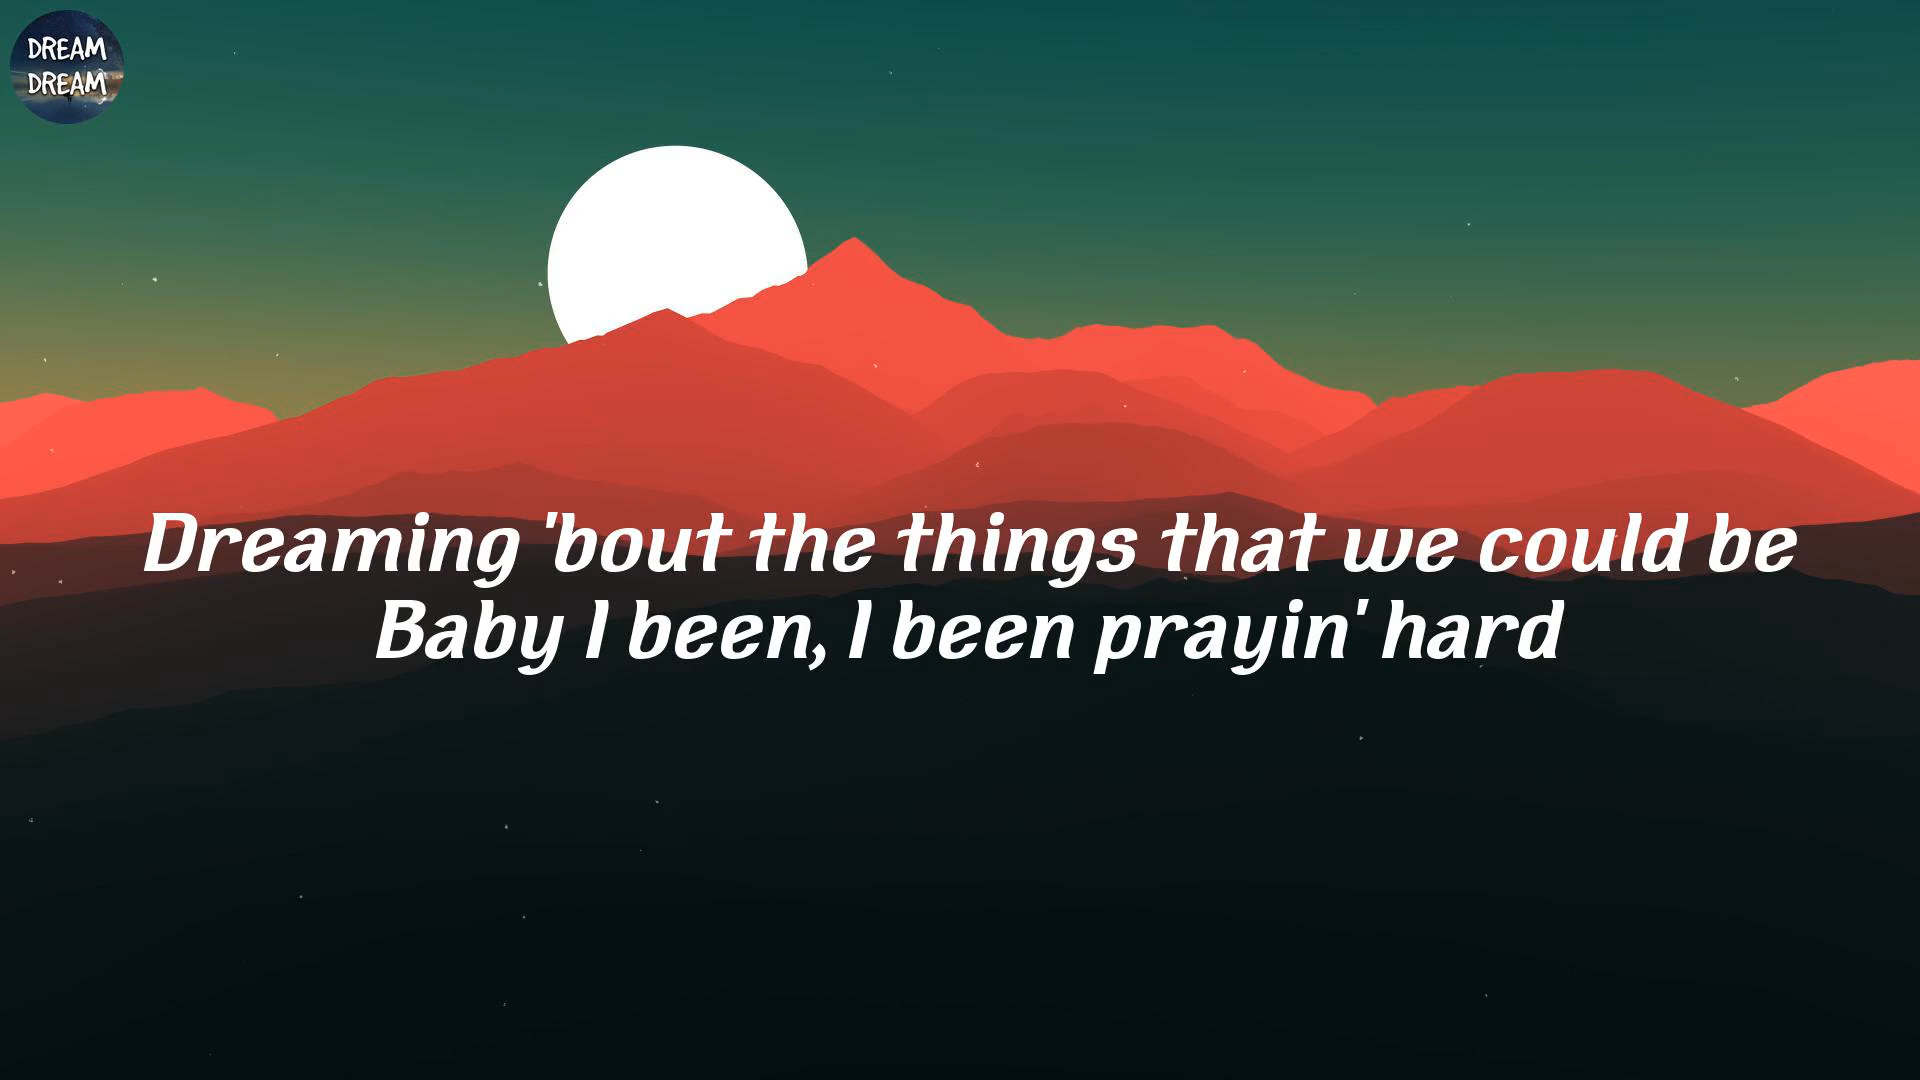 DREAM
DREAM
Dreaming 'bout the things that we could be
Baby I been, I been prayin' hard